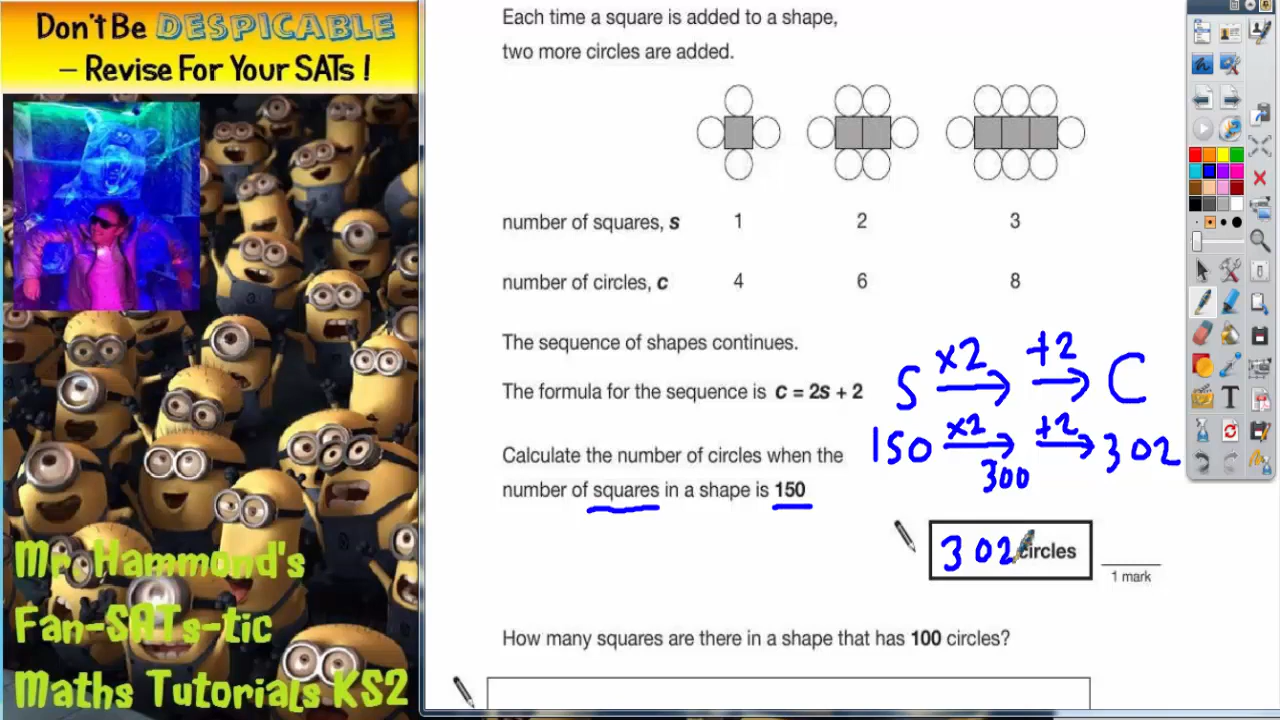 Don't Be DESPICABLE
– Revise For Your SATs !
Mr. Hammond's
Fan-SATs-tic
Maths Tutorials KS2
Each time a square is added to a shape,
two more circles are added.
number of squares, s 1 2 3
number of circles, c 4 6 8
The sequence of shapes continues.
The formula for the sequence is c = 2s + 2
S ×2 → +2 → C
150 ×2 → +2 → 302
300
Calculate the number of circles when the
number of squares in a shape is 150
302 circles
1 mark
How many squares are there in a shape that has 100 circles?